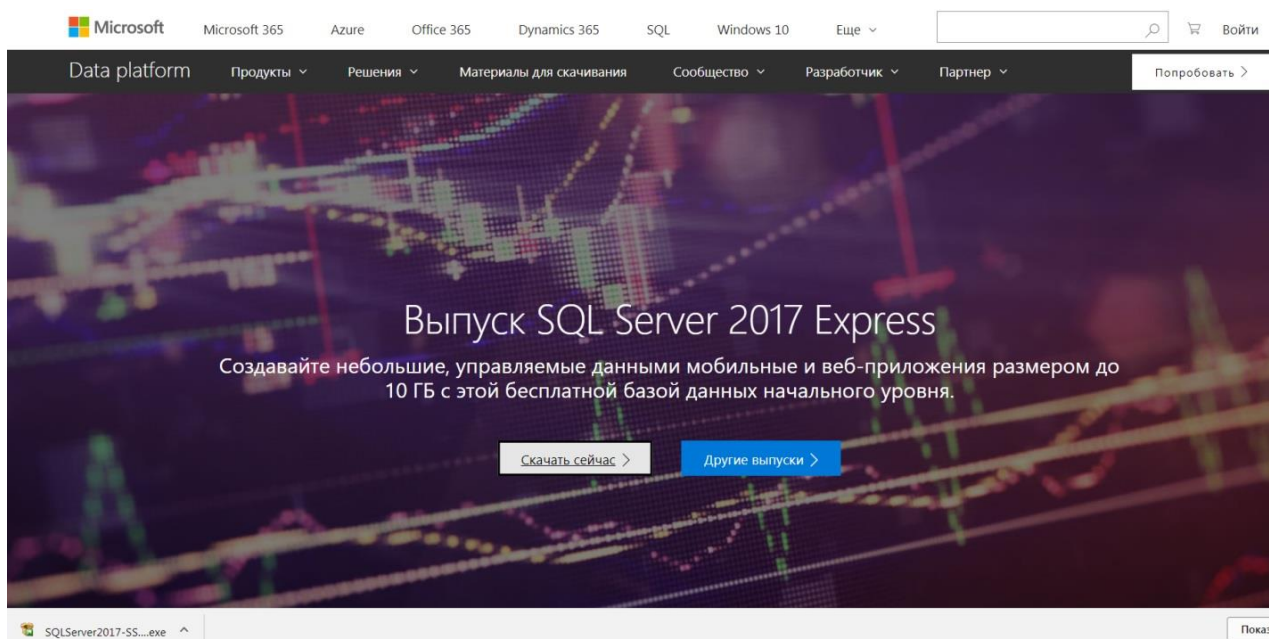 Microsoft Microsoft 365 Azure Office 365 Dynamics 365 SQL Windows 10 Еще Войти
Data platform Продукты Решения Материалы для скачивания Сообщество Разработчик Партнер Попробовать
Выпуск SQL Server 2017 Express
Создавайте небольшие, управляемые данными мобильные и веб-приложения размером до
10 ГБ с этой бесплатной базой данных начального уровня.
Скачать сейчас Другие выпуски
SQLServer2017-SS....exe Показ